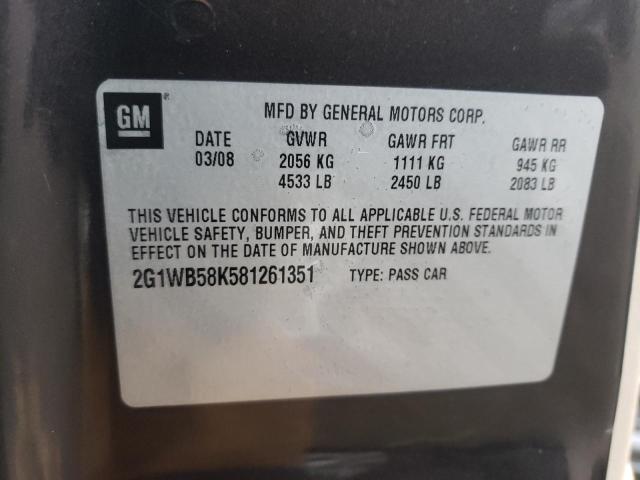 GM®
MFD BY GENERAL MOTORS CORP.
DATE GVWR GAWR FRT GAWR RR
03/08 2056 KG 1111 KG 945 KG
4533 LB 2450 LB 2083 LB
THIS VEHICLE CONFORMS TO ALL APPLICABLE U.S. FEDERAL MOTOR
VEHICLE SAFETY, BUMPER, AND THEFT PREVENTION STANDARDS IN
EFFECT ON THE DATE OF MANUFACTURE SHOWN ABOVE.
2G1WB58K581261351 TYPE: PASS CAR